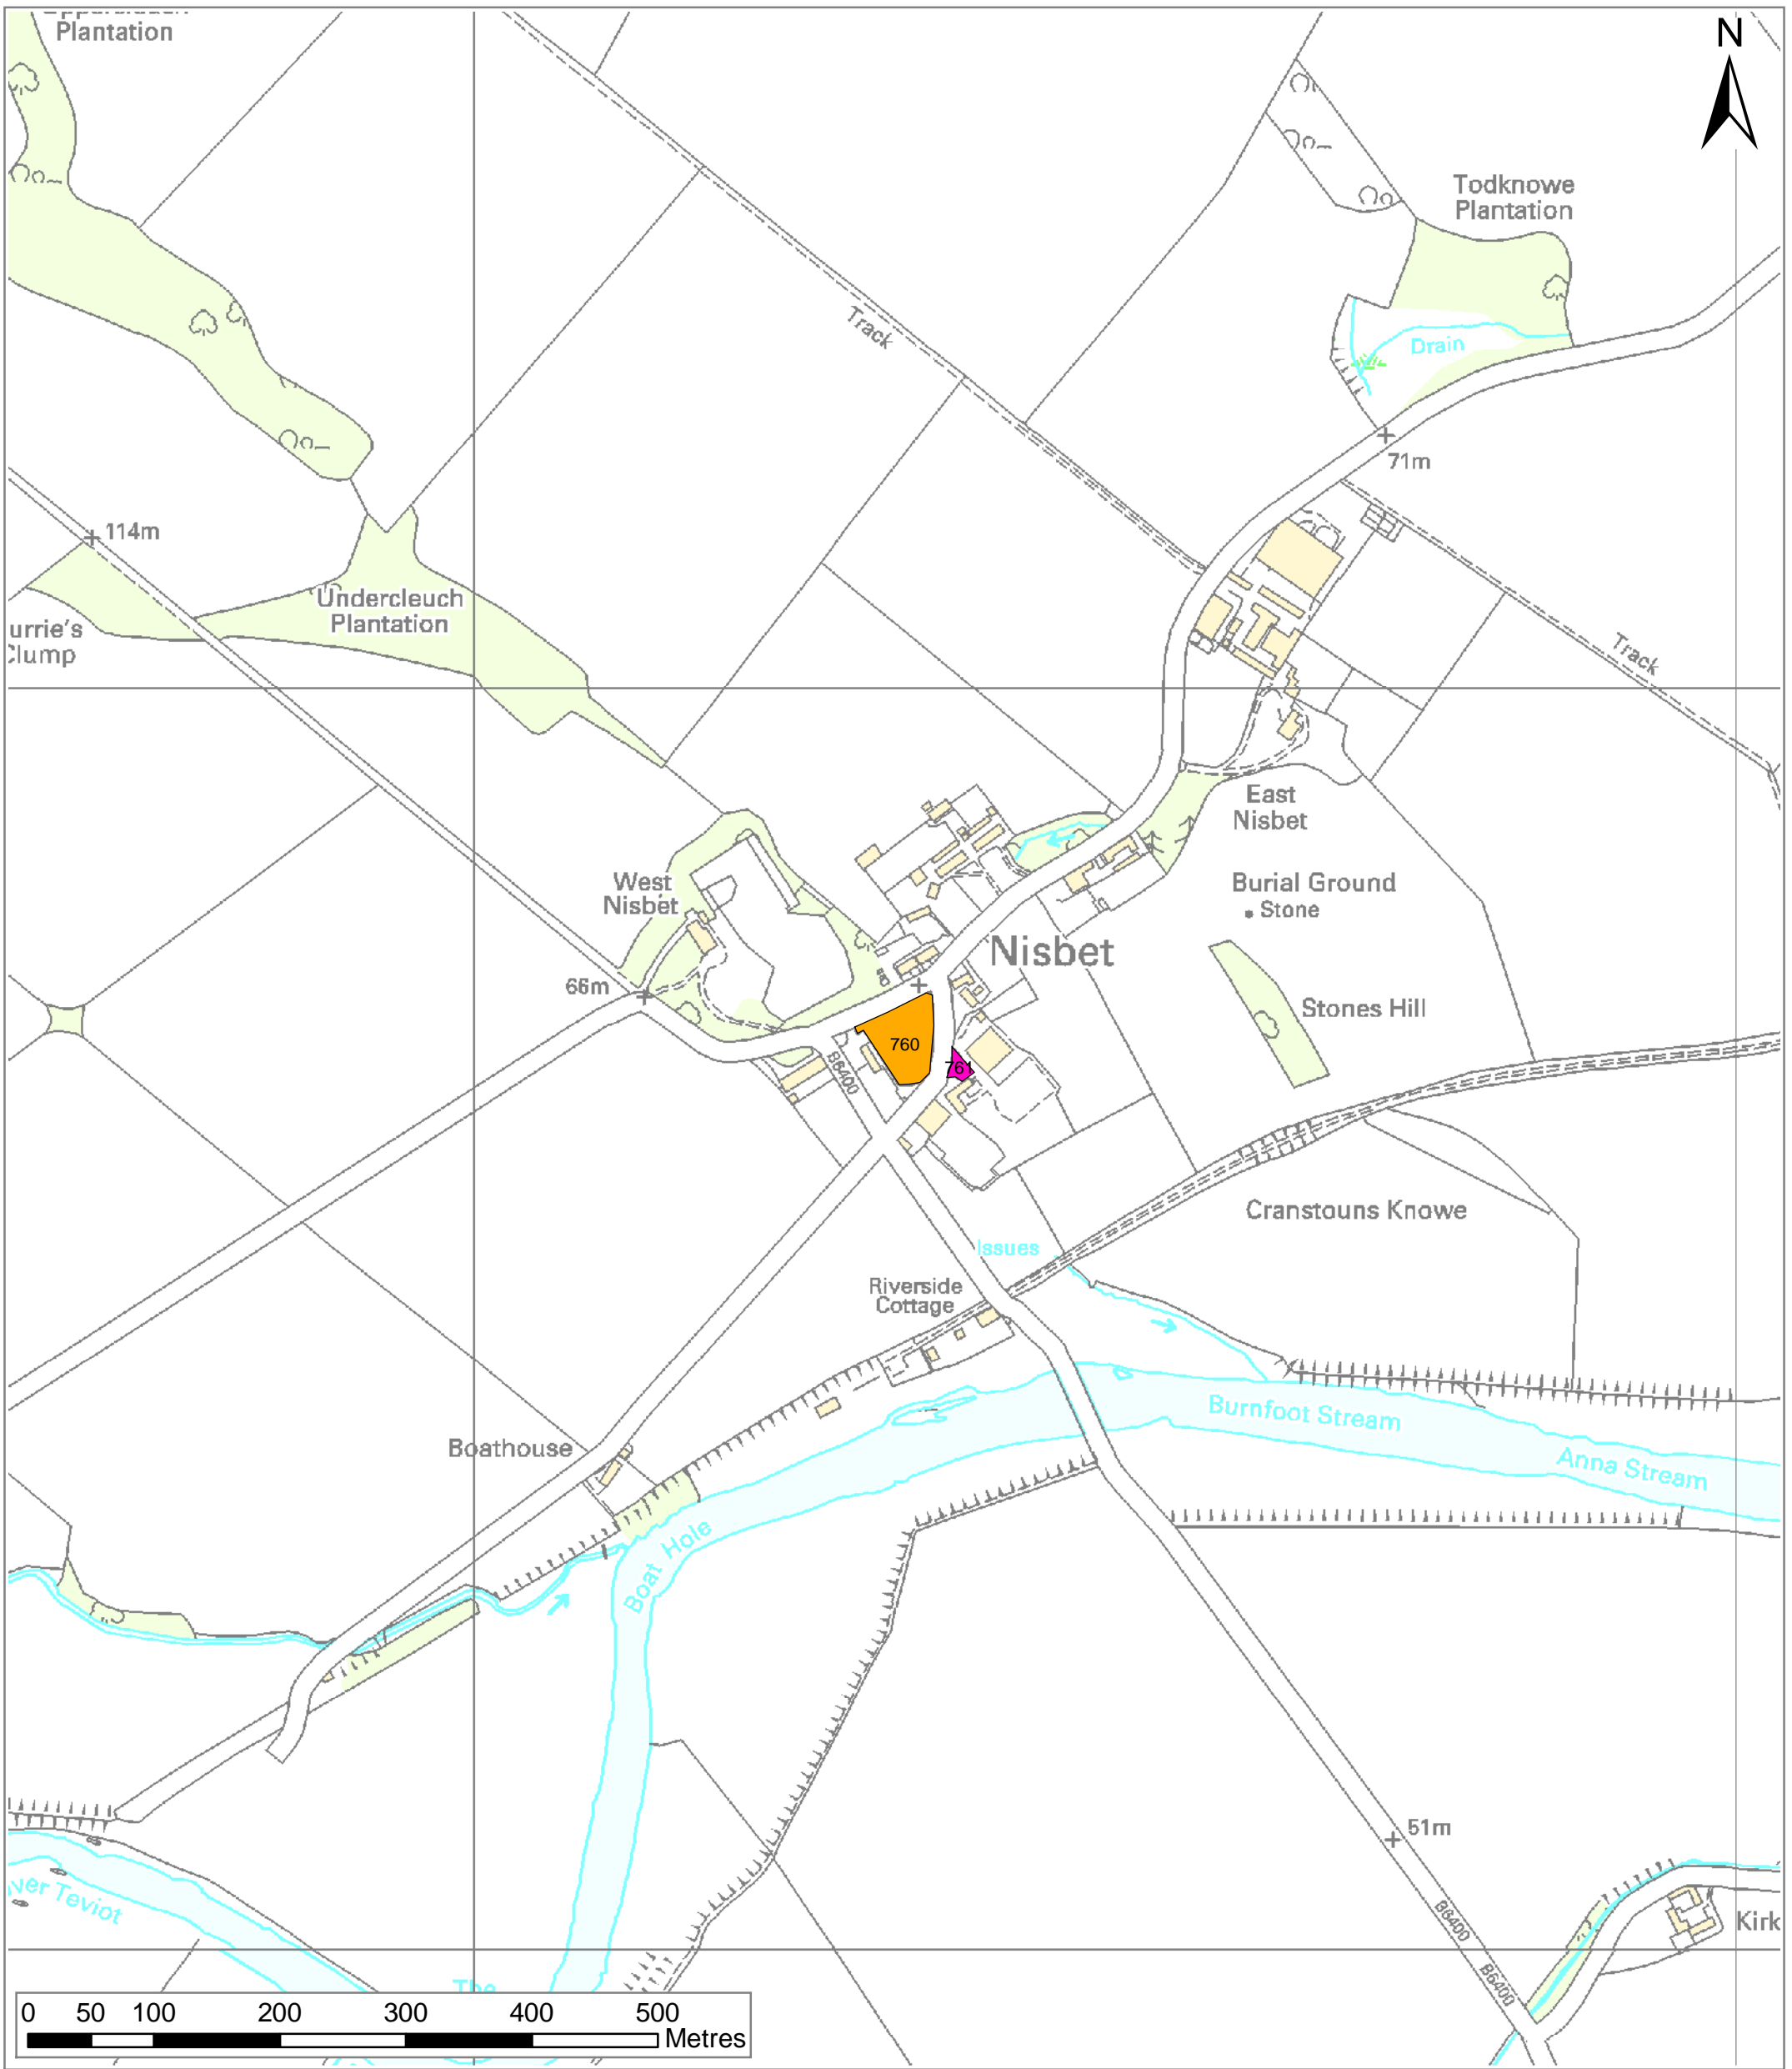 Plantation
N
Todknowe
Plantation
Track
Drain
71m
114m
Undercleuch
Plantation
urrie's
Clump
Track
East
Nisbet
West
Nisbet
Burial Ground
Stone
Nisbet
66m
Stones Hill
760
761
B6400
Cranstouns Knowe
Issues
Riverside
Cottage
Burnfoot Stream
Boathouse
Anna Stream
Boat Hole
51m
ver Teviot
B6400
Kirk
B6400
The
0 50 100 200 300 400 500
Metres